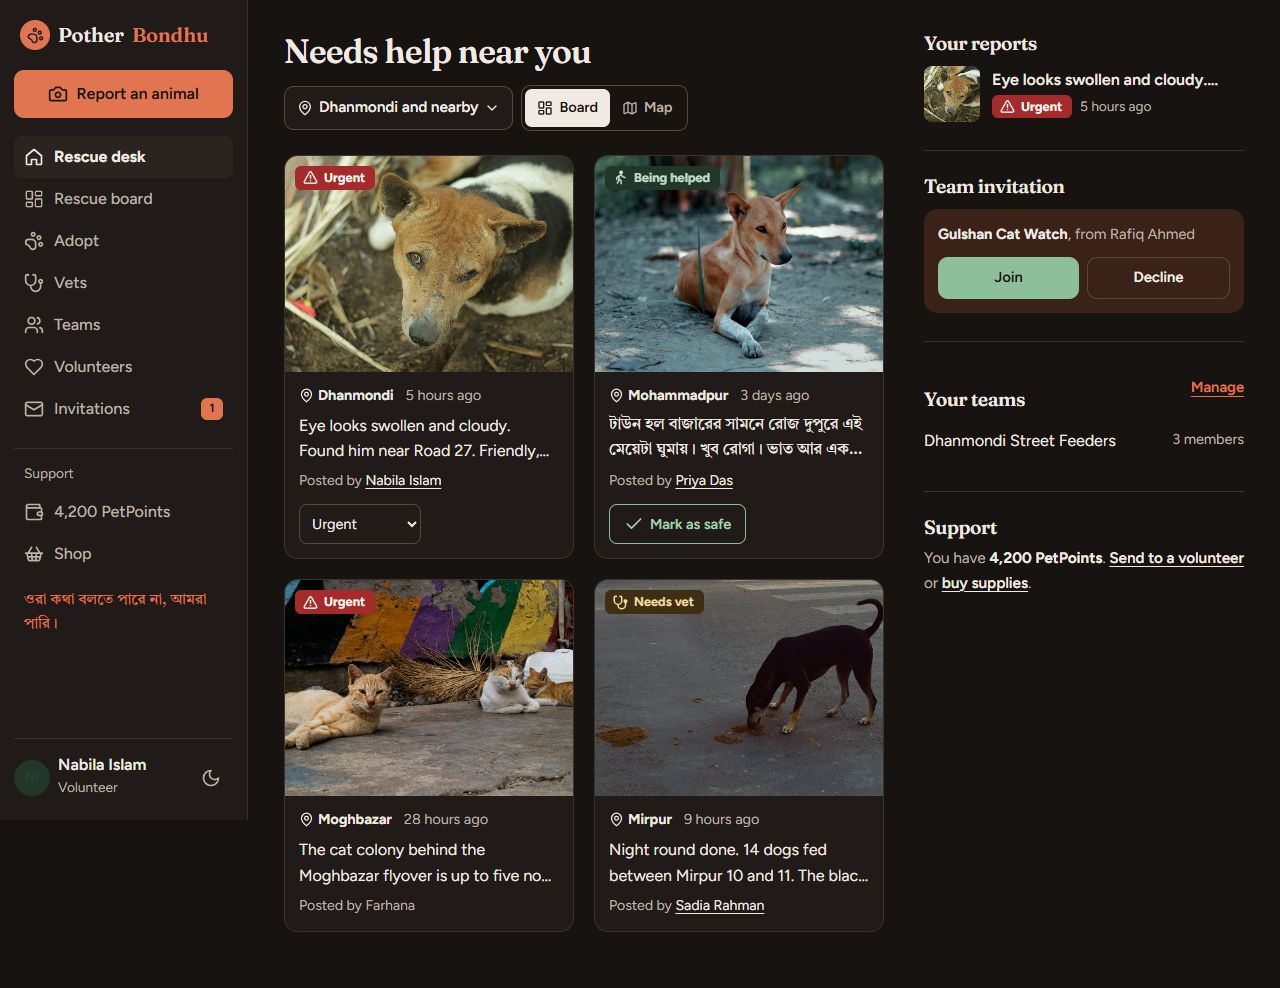 Pother Bondhu
Report an animal
Rescue desk
Rescue board
Adopt
Vets
Teams
Volunteers
Invitations 1
Support
4,200 PetPoints
Shop
ওরা কথা বলতে পারে না, আমরা
পারি।
NI
Nabila Islam
Volunteer
Needs help near you
Dhanmondi and nearby
Board
Map
Urgent
Dhanmondi 5 hours ago
Eye looks swollen and cloudy.
Found him near Road 27. Friendly,...
Posted by Nabila Islam
Urgent
Being helped
Mohammadpur 3 days ago
টাউন হল বাজারের সামনে রোজ দুপুরে এই
মেয়েটা ঘুমায়। খুব রোগা। ভাত আর এক...
Posted by Priya Das
Mark as safe
Urgent
Moghbazar 28 hours ago
The cat colony behind the
Moghbazar flyover is up to five no...
Posted by Farhana
Needs vet
Mirpur 9 hours ago
Night round done. 14 dogs fed
between Mirpur 10 and 11. The blac...
Posted by Sadia Rahman
Your reports
Eye looks swollen and cloudy....
Urgent 5 hours ago
Team invitation
Gulshan Cat Watch, from Rafiq Ahmed
Join
Decline
Manage
Your teams
Dhanmondi Street Feeders 3 members
Support
You have 4,200 PetPoints. Send to a volunteer
or buy supplies.